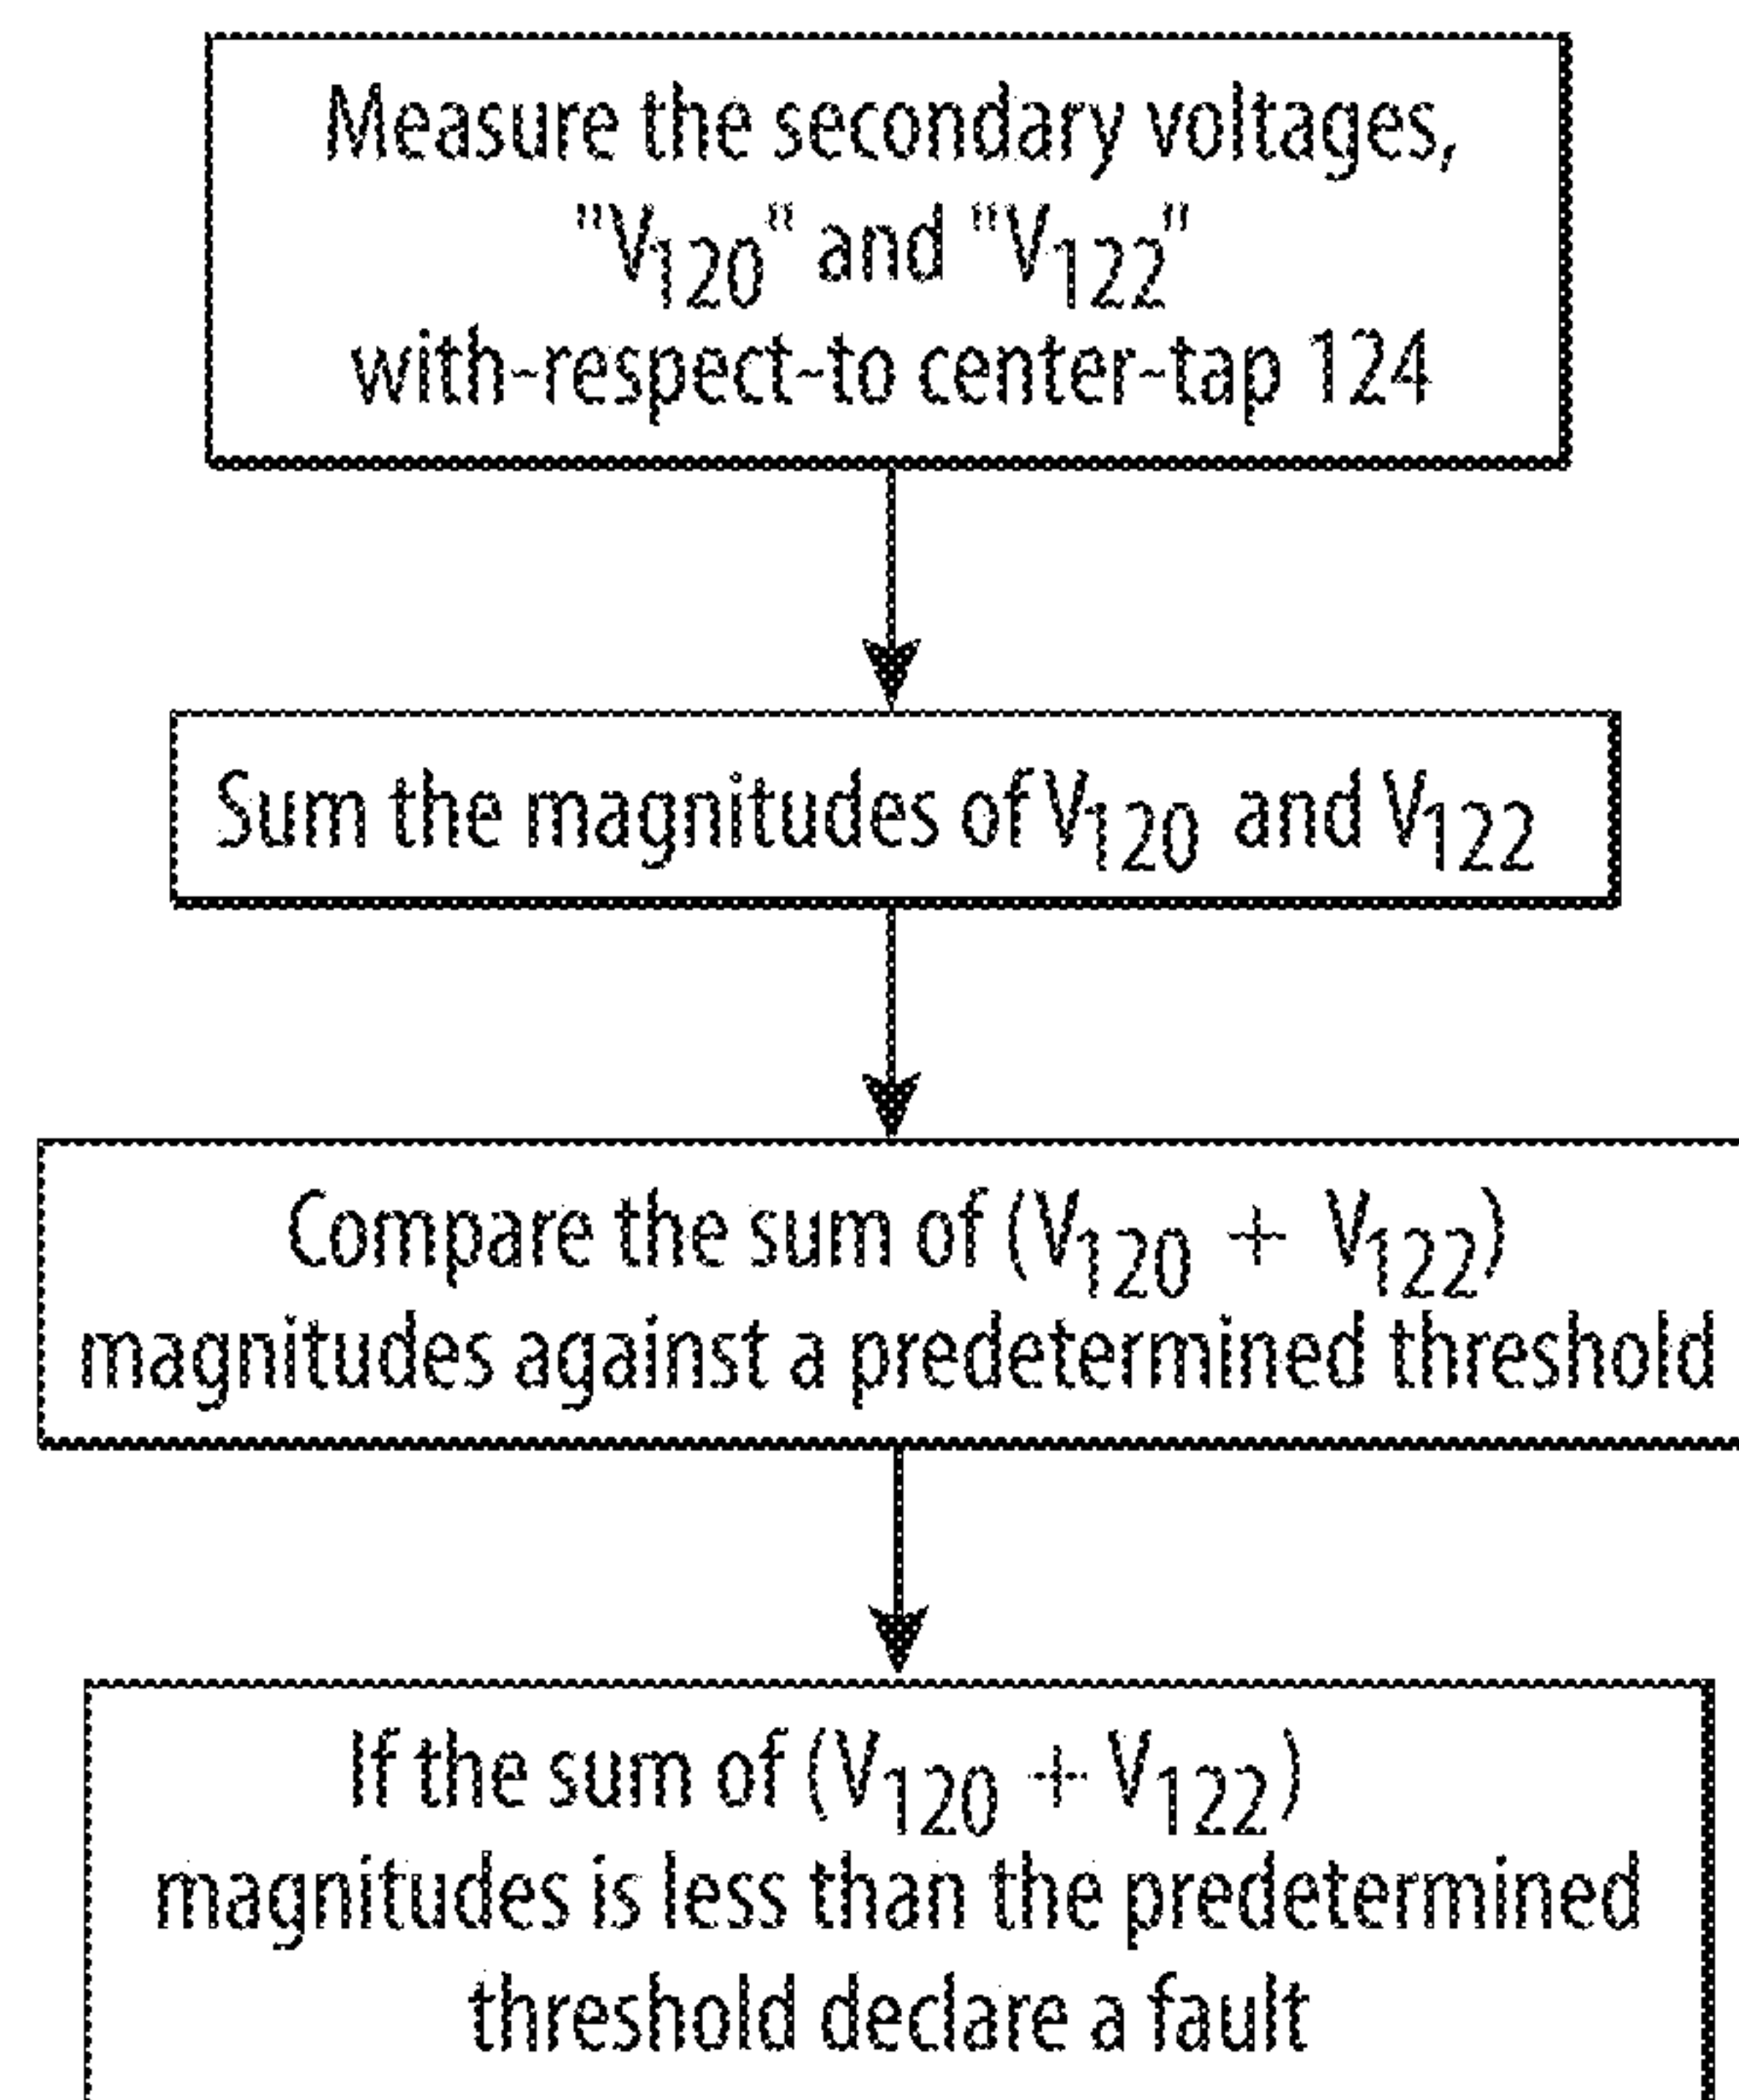 Measure the secondary voltages,
"V120" and "V122"
with-respect-to center-tap 124
Sum the magnitudes of V120 and V122
Compare the sum of (V120 + V122)
magnitudes against a predetermined threshold
If the sum of (V120 + V122)
magnitudes is less than the predetermined
threshold declare a fault